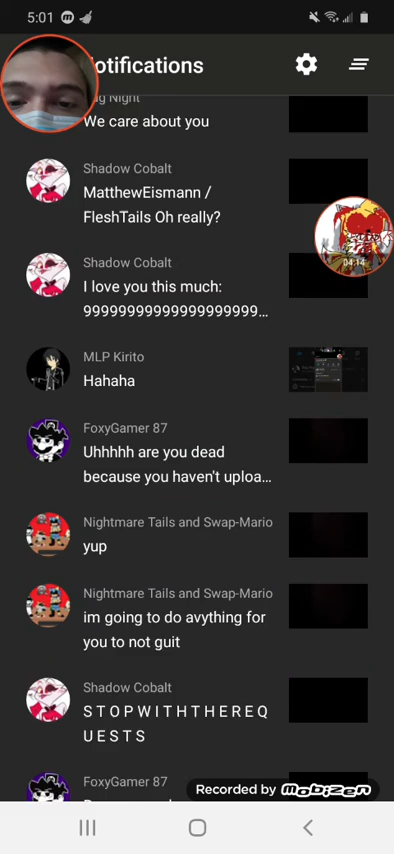 5:01
otifications
ug Night
We care about you
Shadow Cobalt
MatthewEismann /
FleshTails Oh really?
04:14
Shadow Cobalt
I love you this much:
99999999999999999999...
MLP Kirito
Hahaha
FoxyGamer 87
Uhhhhh are you dead
because you haven't uploa...
Nightmare Tails and Swap-Mario
yup
Nightmare Tails and Swap-Mario
im going to do avything for
you to not guit
Shadow Cobalt
S T O P W I T H T H E R E Q
U E S T S
FoxyGamer 87
Recorded by mobizen